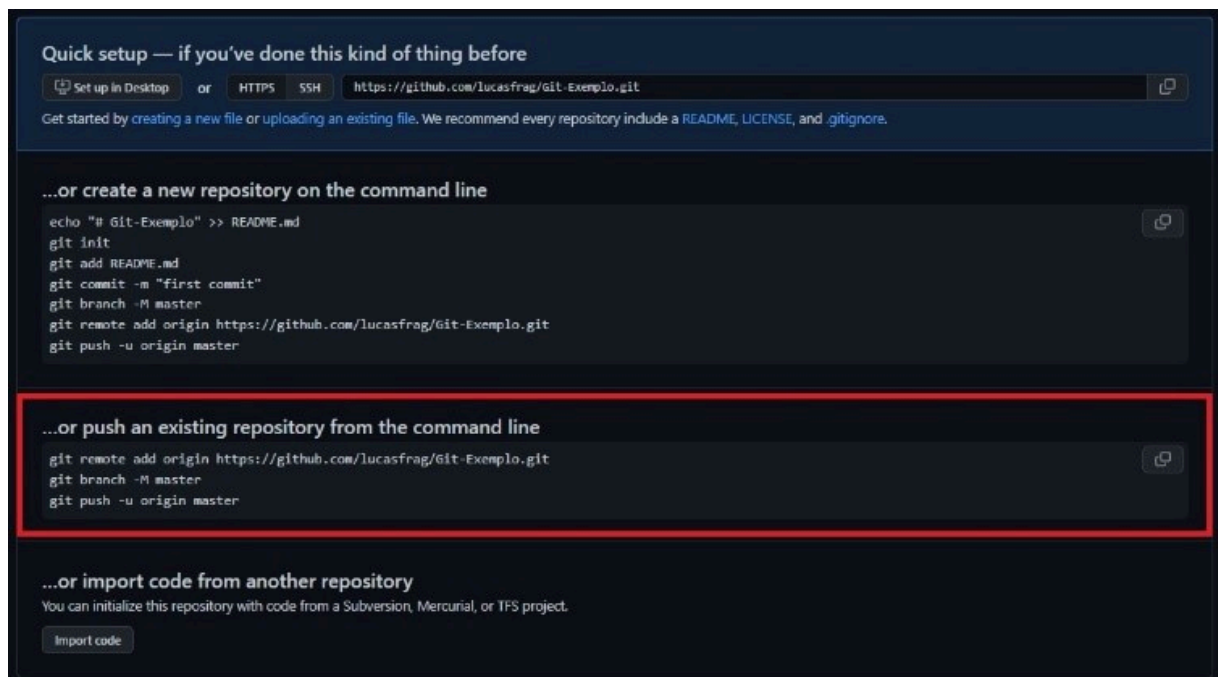 Quick setup — if you've done this kind of thing before
Set up in Desktop or HTTPS SSH https://github.com/lucasfrag/Git-Exemplo.git
Get started by creating a new file or uploading an existing file. We recommend every repository include a README, LICENSE, and .gitignore.
...or create a new repository on the command line
echo "# Git-Exemplo" >> README.md
git init
git add README.md
git commit -m "first commit"
git branch -M master
git remote add origin https://github.com/lucasfrag/Git-Exemplo.git
git push -u origin master
...or push an existing repository from the command line
git remote add origin https://github.com/lucasfrag/Git-Exemplo.git
git branch -M master
git push -u origin master
...or import code from another repository
You can initialize this repository with code from a Subversion, Mercurial, or TFS project.
Import code